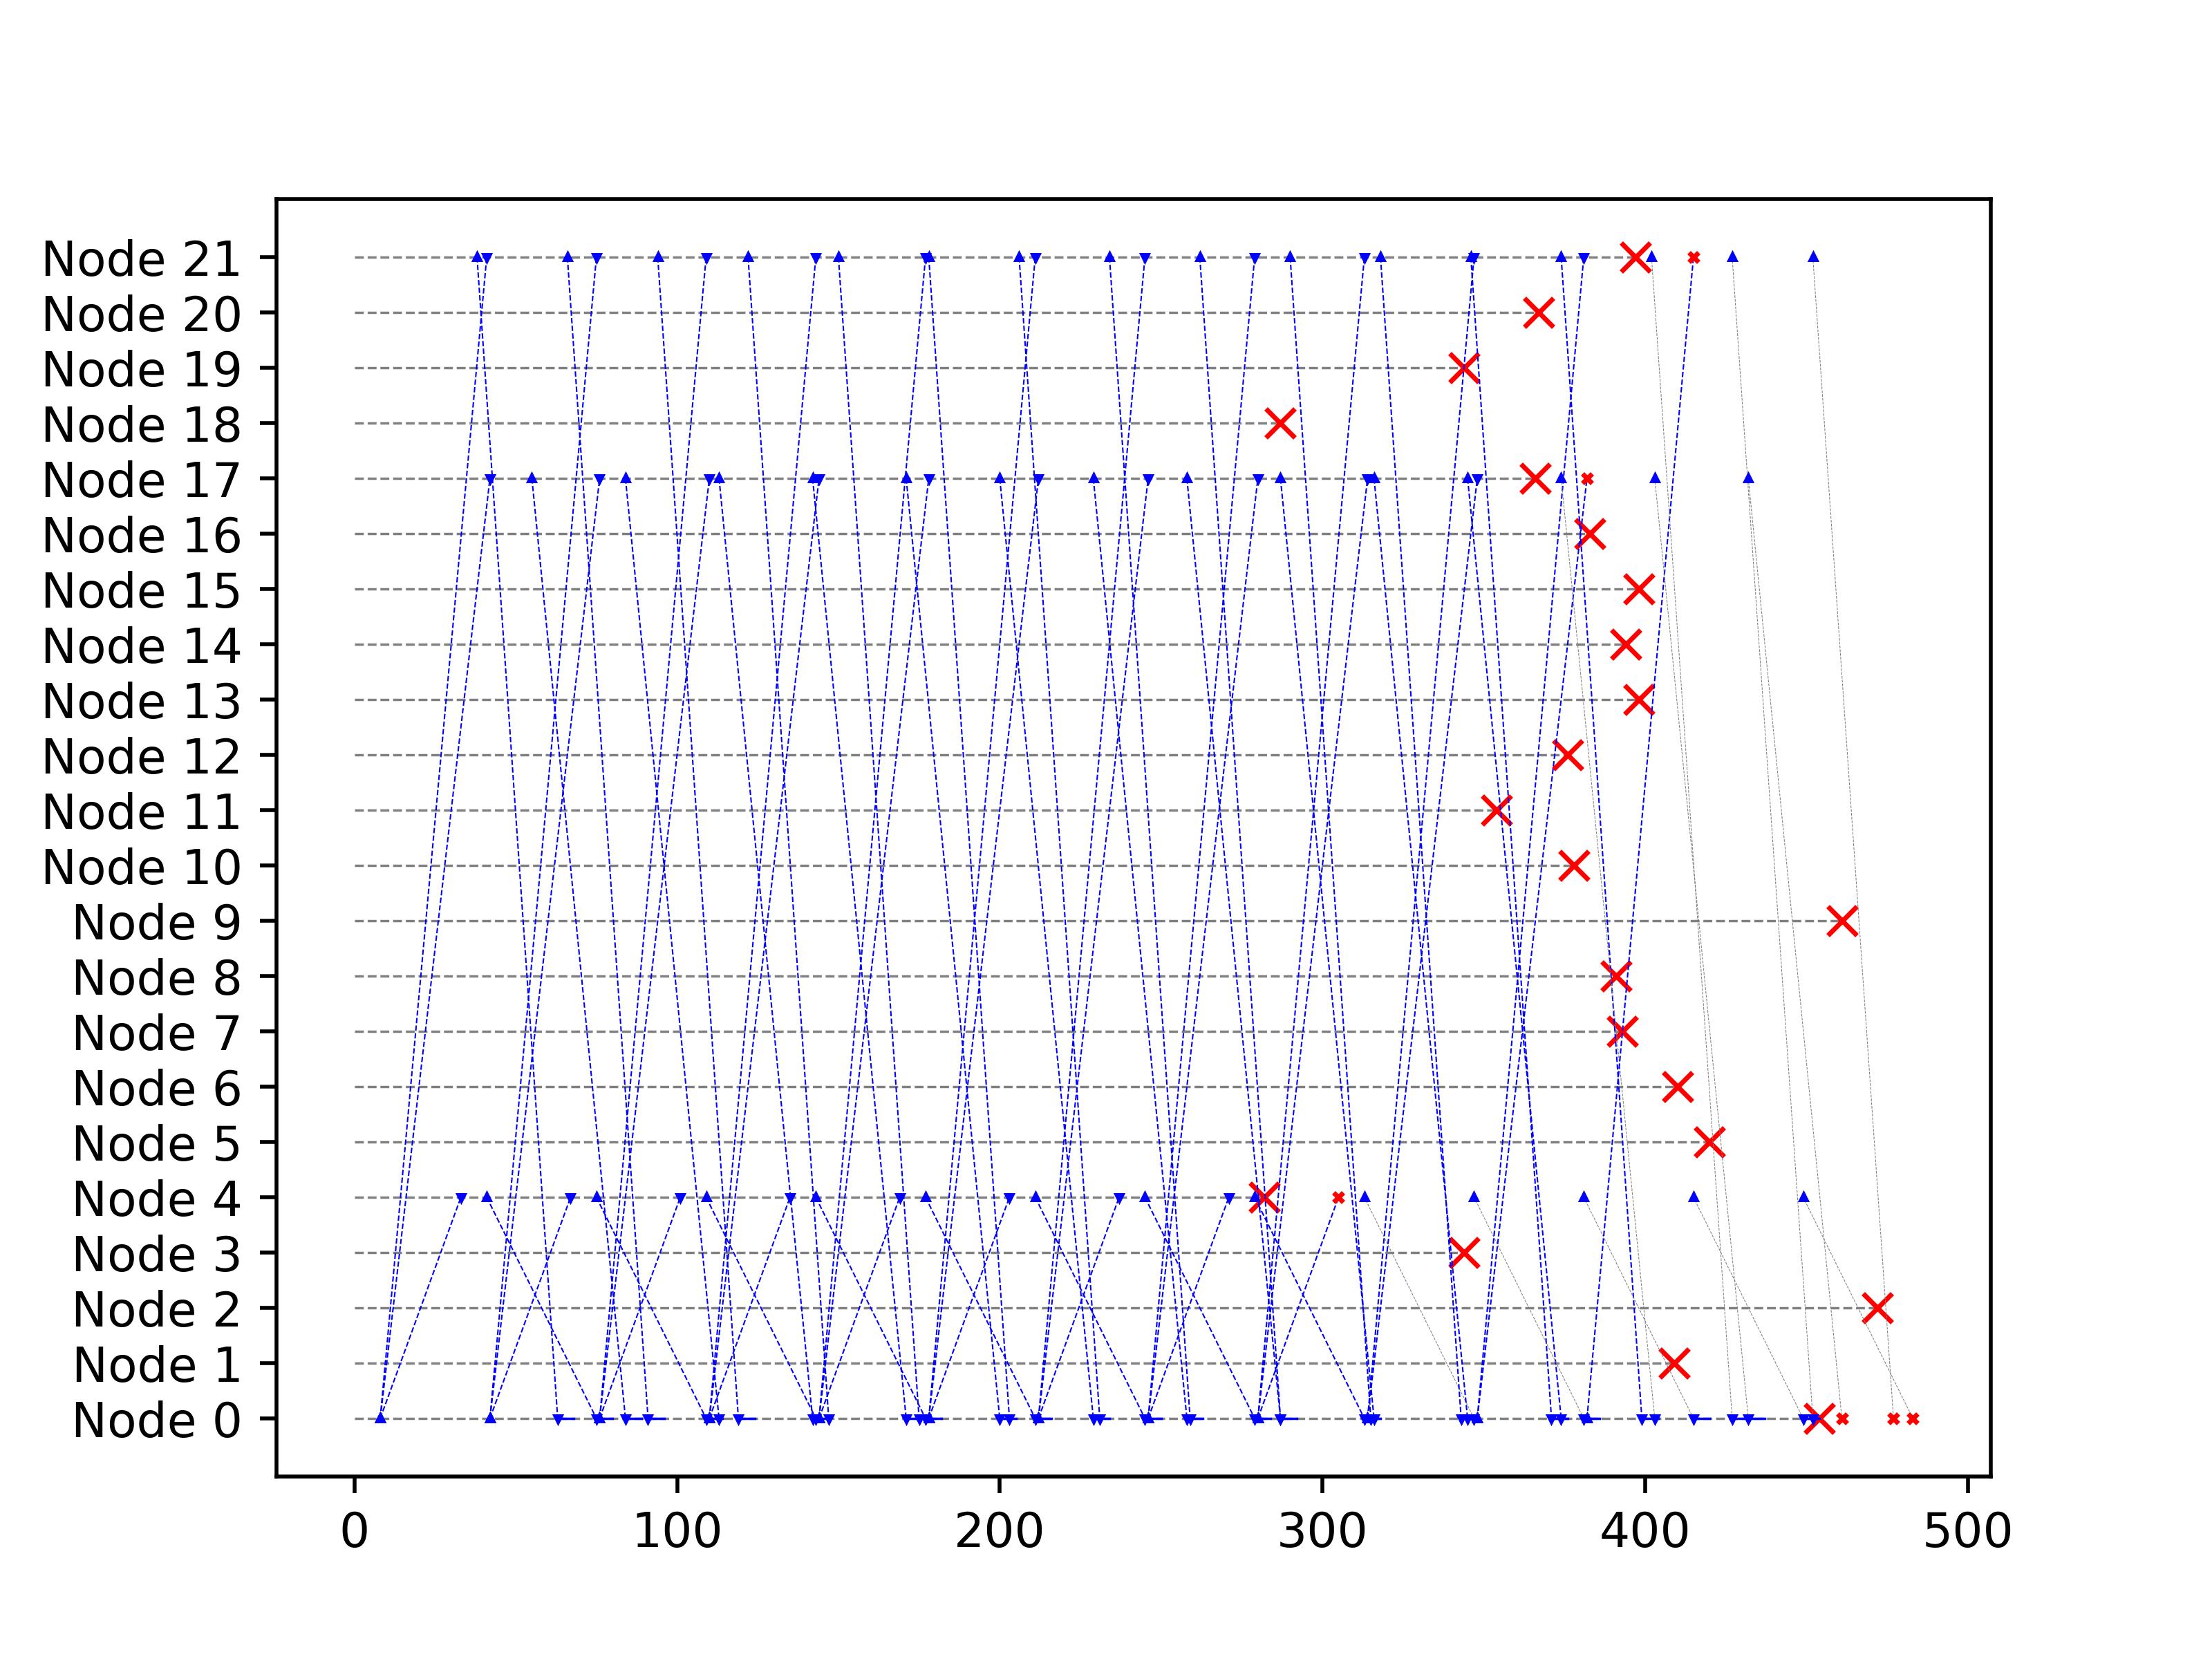 Node 21
Node 20
Node 19
Node 18
Node 17
Node 16
Node 15
Node 14
Node 13
Node 12
Node 11
Node 10
Node 9
Node 8
Node 7
Node 6
Node 5
Node 4
Node 3
Node 2
Node 1
Node 0
0 100 200 300 400 500